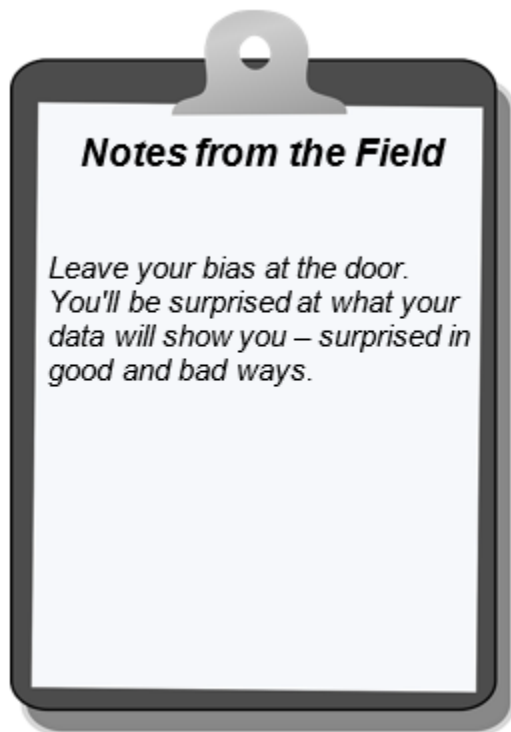 Notes from the Field
Leave your bias at the door.
You'll be surprised at what your
data will show you – surprised in
good and bad ways.